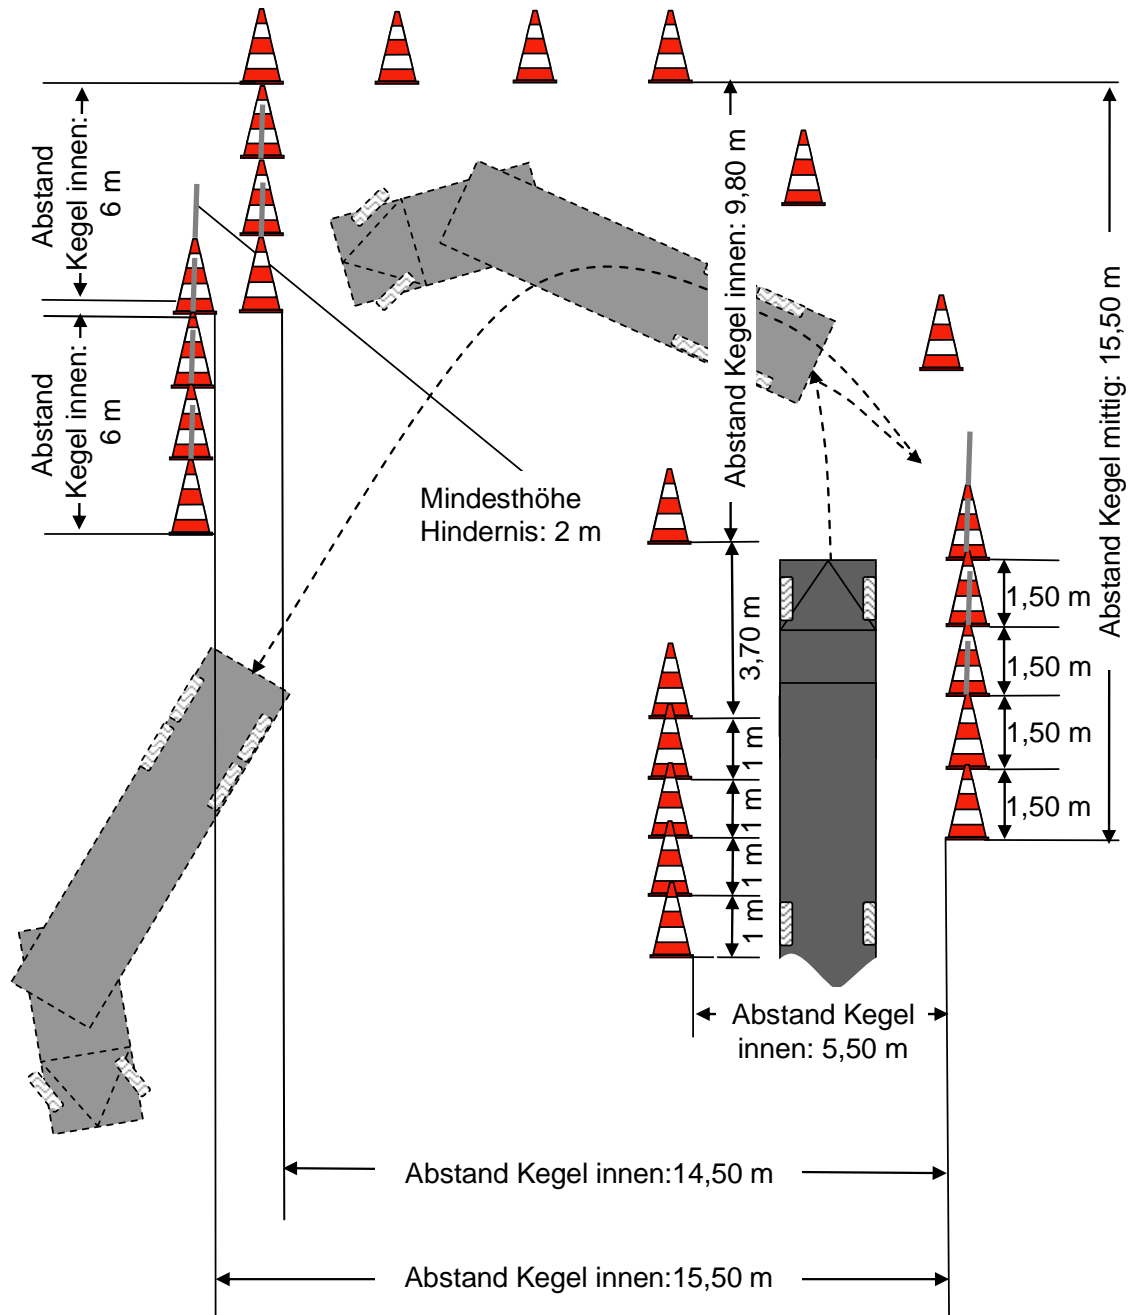 Abstand
Kegel innen:
6 m
Abstand
Kegel innen:
6 m
Mindesthöhe
Hindernis: 2 m
Abstand Kegel innen: 9,80 m
3,70 m
1 m
1 m
1 m
1 m
Abstand Kegel mittig: 15,50 m
1,50 m
1,50 m
1,50 m
1,50 m
Abstand Kegel
innen: 5,50 m
Abstand Kegel innen:14,50 m
Abstand Kegel innen:15,50 m